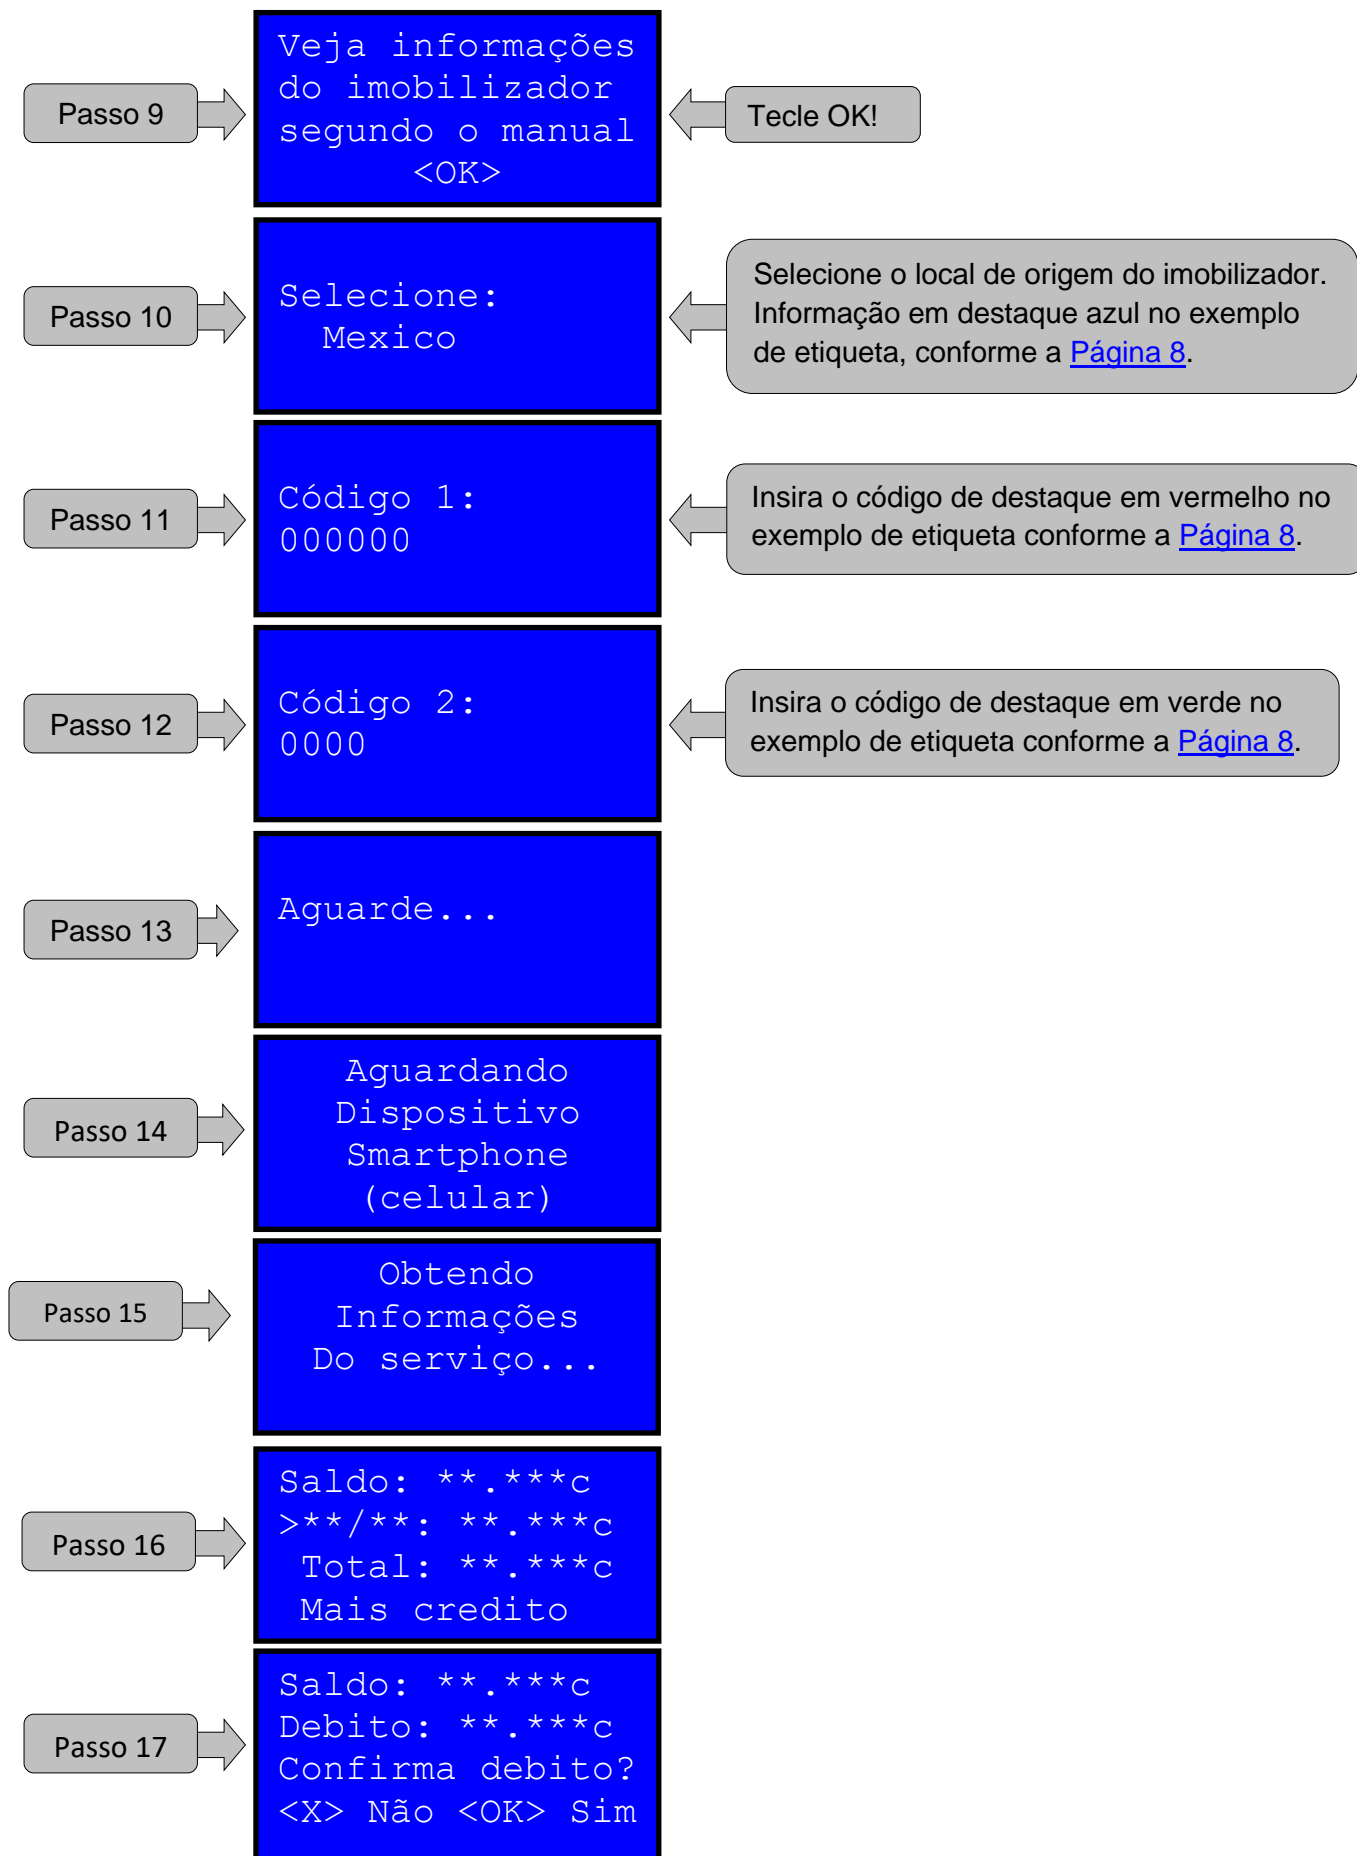 Passo 9
Veja informações
do imobilizador
segundo o manual
<OK>
Tecle OK!
Passo 10
Selecione:
Mexico
Selecione o local de origem do imobilizador.
Informação em destaque azul no exemplo
de etiqueta, conforme a Página 8.
Passo 11
Código 1:
000000
Insira o código de destaque em vermelho no
exemplo de etiqueta conforme a Página 8.
Passo 12
Código 2:
0000
Insira o código de destaque em verde no
exemplo de etiqueta conforme a Página 8.
Passo 13
Aguarde...
Passo 14
Aguardando
Dispositivo
Smartphone
(celular)
Passo 15
Obtendo
Informações
Do serviço...
Passo 16
Saldo: **.***c
>**/**: **.***c
Total: **.***c
Mais credito
Passo 17
Saldo: **.***c
Debito: **.***c
Confirma debito?
<X> Não <OK> Sim